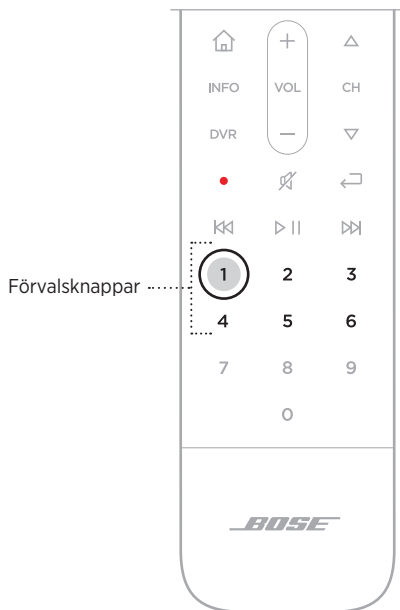 +
INFO VOL CH
DVR —
Förvalsknappar
1 2 3
4 5 6
7 8 9
0
BOSE